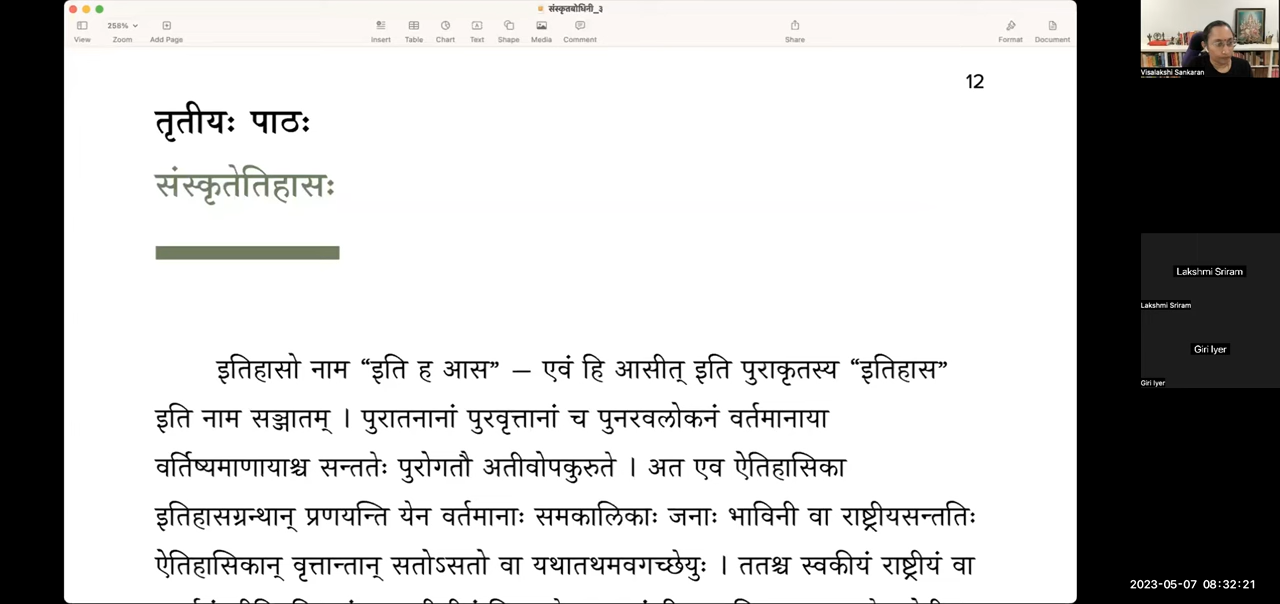 संस्कृतबोधिनी_३
258%
View Zoom Add Page Insert Table Chart Text Shape Media Comment Share Format Document
12
तृतीयः पाठः
संस्कृतेतिहासः
इतिहासो नाम “इति ह आस” — एवं हि आसीत् इति पुराकृतस्य “इतिहास”
इति नाम सञ्जातम् । पुरातनानां पुरवृत्तानां च पुनरवलोकनं वर्तमानाया
वर्तिष्यमाणायाश्च सन्ततेः पुरोगतौ अतीवोपकुरुते । अत एव ऐतिहासिका
इतिहासग्रन्थान् प्रणयन्ति येन वर्तमानाः समकालिकाः जनाः भाविनी वा राष्ट्रीयसन्ततिः
ऐतिहासिकान् वृत्तान्तान् सतोऽसतो वा यथातथमवगच्छेयुः । ततश्च स्वकीयं राष्ट्रीयं वा
Visalakshi Sankaran
Lakshmi Sriram
Lakshmi Sriram
Giri Iyer
Giri Iyer
2023-05-07 08:32:21